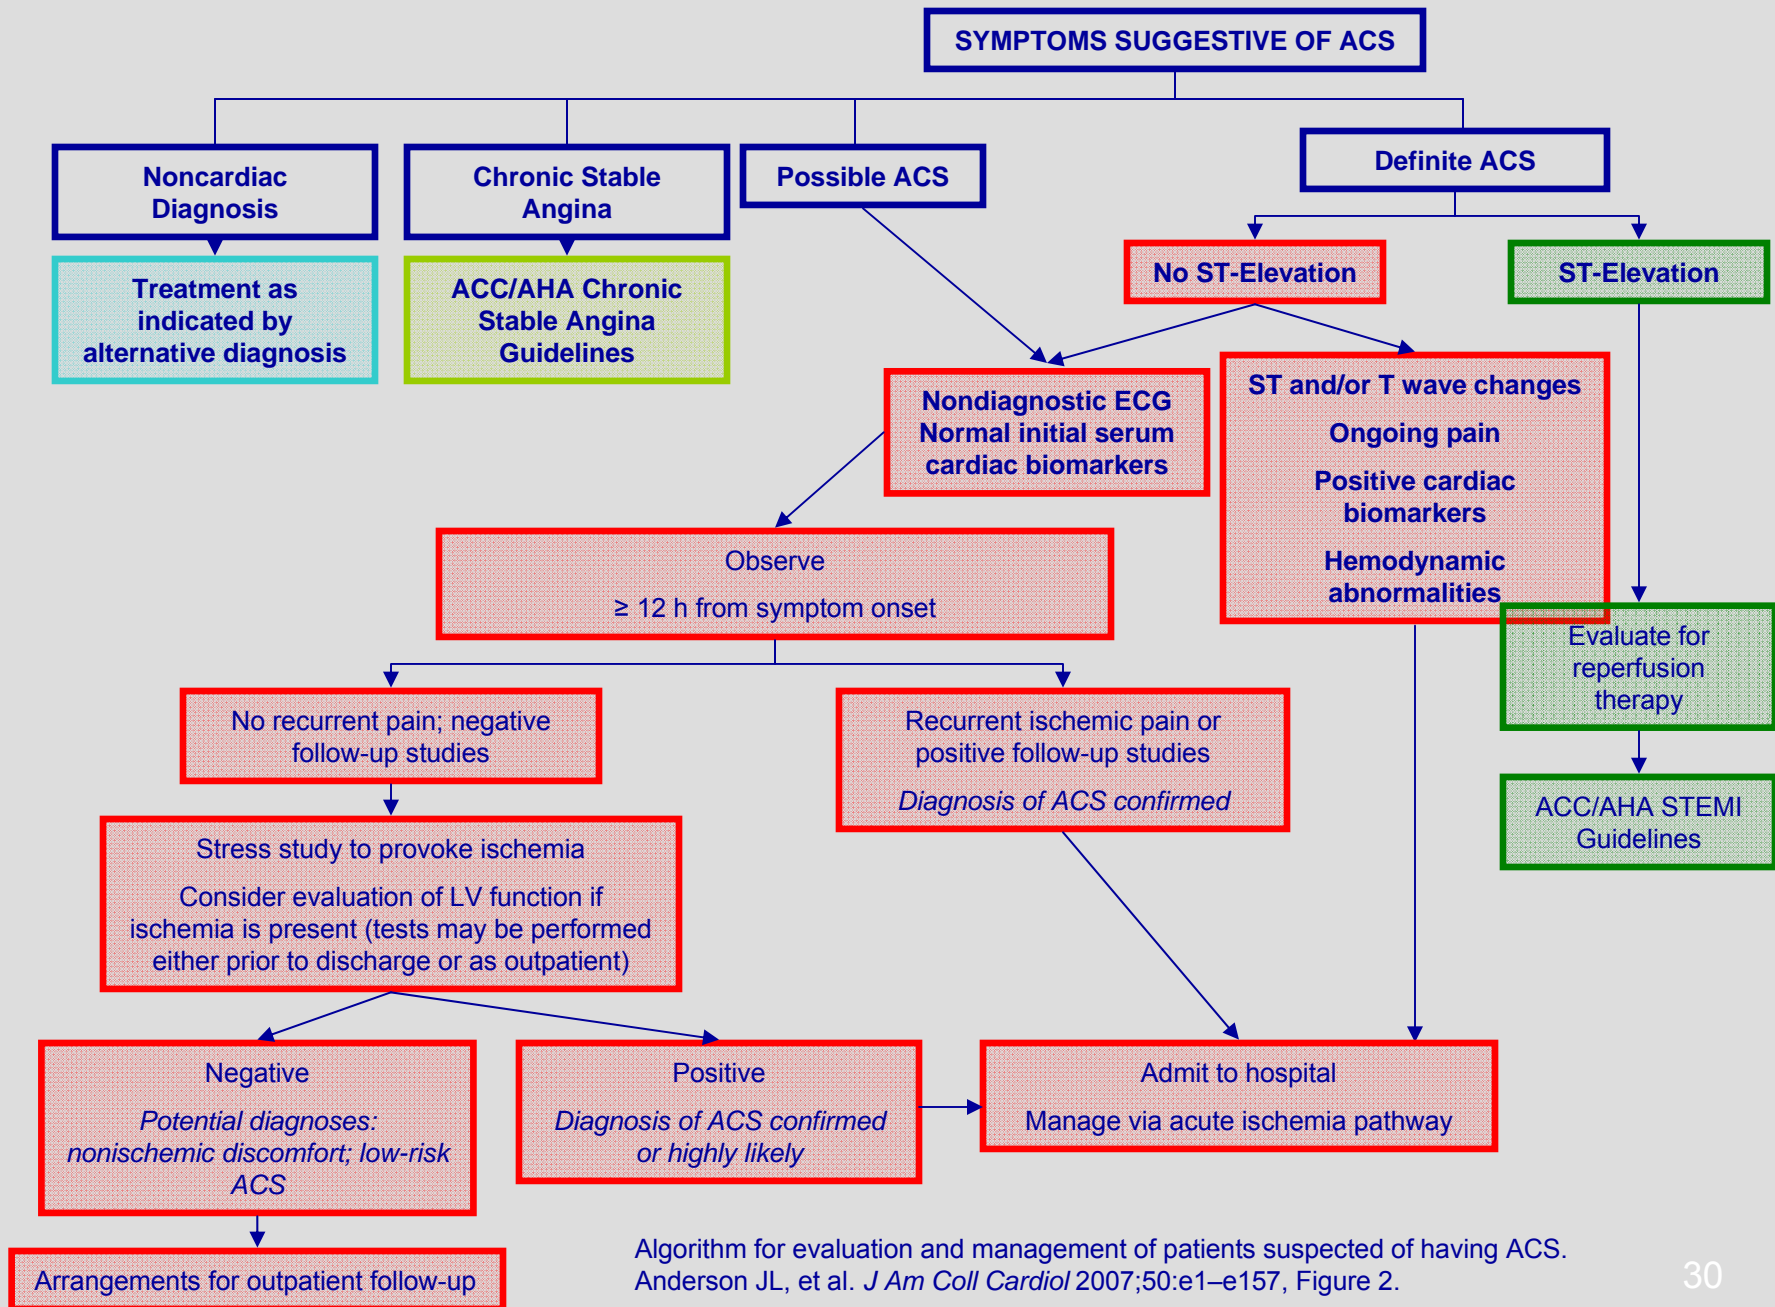 SYMPTOMS SUGGESTIVE OF ACS
Noncardiac
Diagnosis
Chronic Stable
Angina
Possible ACS
Definite ACS
Treatment as
indicated by
alternative diagnosis
ACC/AHA Chronic
Stable Angina
Guidelines
No ST-Elevation
ST-Elevation
Nondiagnostic ECG
Normal initial serum
cardiac biomarkers
ST and/or T wave changes
Ongoing pain
Positive cardiac
biomarkers
Hemodynamic
abnormalities
Observe
≥ 12 h from symptom onset
Evaluate for
reperfusion
therapy
No recurrent pain; negative
follow-up studies
Recurrent ischemic pain or
positive follow-up studies
Diagnosis of ACS confirmed
ACC/AHA STEMI
Guidelines
Stress study to provoke ischemia
Consider evaluation of LV function if
ischemia is present (tests may be performed
either prior to discharge or as outpatient)
Negative
Potential diagnoses:
nonischemic discomfort; low-risk
ACS
Positive
Diagnosis of ACS confirmed
or highly likely
Admit to hospital
Manage via acute ischemia pathway
Arrangements for outpatient follow-up
Algorithm for evaluation and management of patients suspected of having ACS.
Anderson JL, et al. J Am Coll Cardiol 2007;50:e1–e157, Figure 2.
30